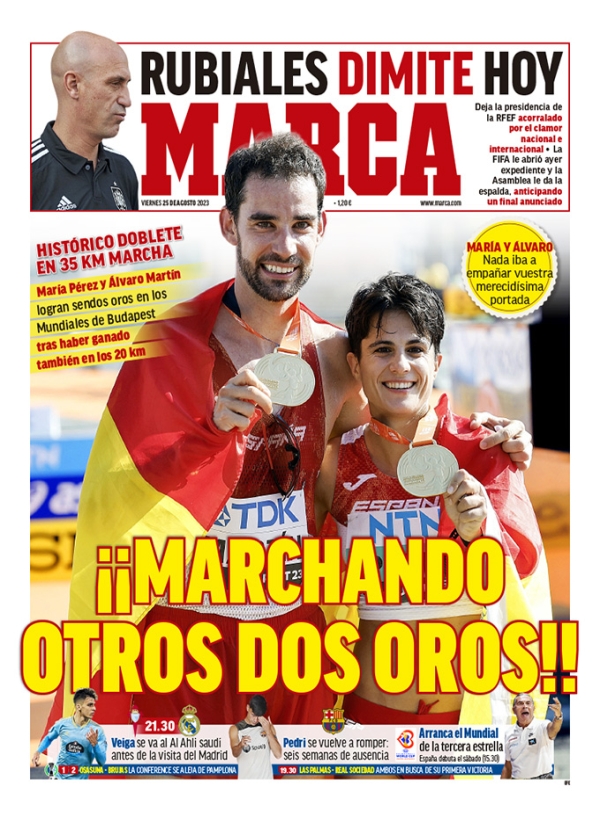 RUBIALES DIMITE HOY
MARCA
Deja la presidencia de
la RFEF acorralado
por el clamor
nacional e
internacional • La
FIFA le abrió ayer
expediente y la
Asamblea le da la
espalda, anticipando
un final anunciado
adidas
VIERNES 25 DE AGOSTO 2023
- 1,20 €
www.marca.com
HISTÓRICO DOBLETE
EN 35 KM MARCHA
María Pérez y Álvaro Martín
logran sendos oros en los
Mundiales de Budapest
tras haber ganado
también en los 20 km
MARÍA Y ÁLVARO
Nada iba a
empañar vuestra
merecidísima
portada
ESPAÑA
TDK
ESPAÑA
NTN
¡¡MARCHANDO
OTROS DOS OROS!!
21.30
Veiga se va al Al Ahli saudí
antes de la visita del Madrid
Pedri se vuelve a romper:
seis semanas de ausencia
Arranca el Mundial
de la tercera estrella
España debuta el sábado (15.30)
1 - 2 OSASUNA - BRUJAS LA CONFERENCE SE ALEJA DE PAMPLONA
19.30 LAS PALMAS - REAL SOCIEDAD AMBOS EN BUSCA DE SU PRIMERA VICTORIA